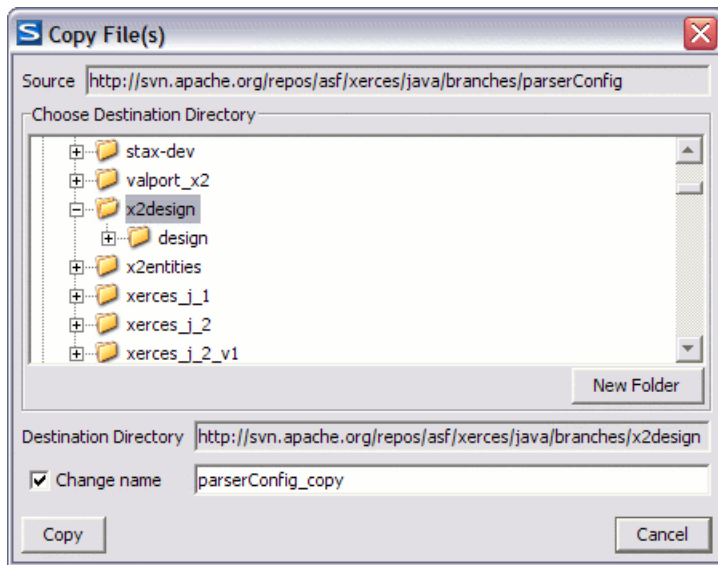 S Copy File(s)
Source http://svn.apache.org/repos/asf/xerces/java/branches/parserConfig
Choose Destination Directory
stax-dev
valport_x2
x2design
design
x2entities
xerces_j_1
xerces_j_2
xerces_j_2_v1
New Folder
Destination Directory http://svn.apache.org/repos/asf/xerces/java/branches/x2design
Change name parserConfig_copy
Copy Cancel